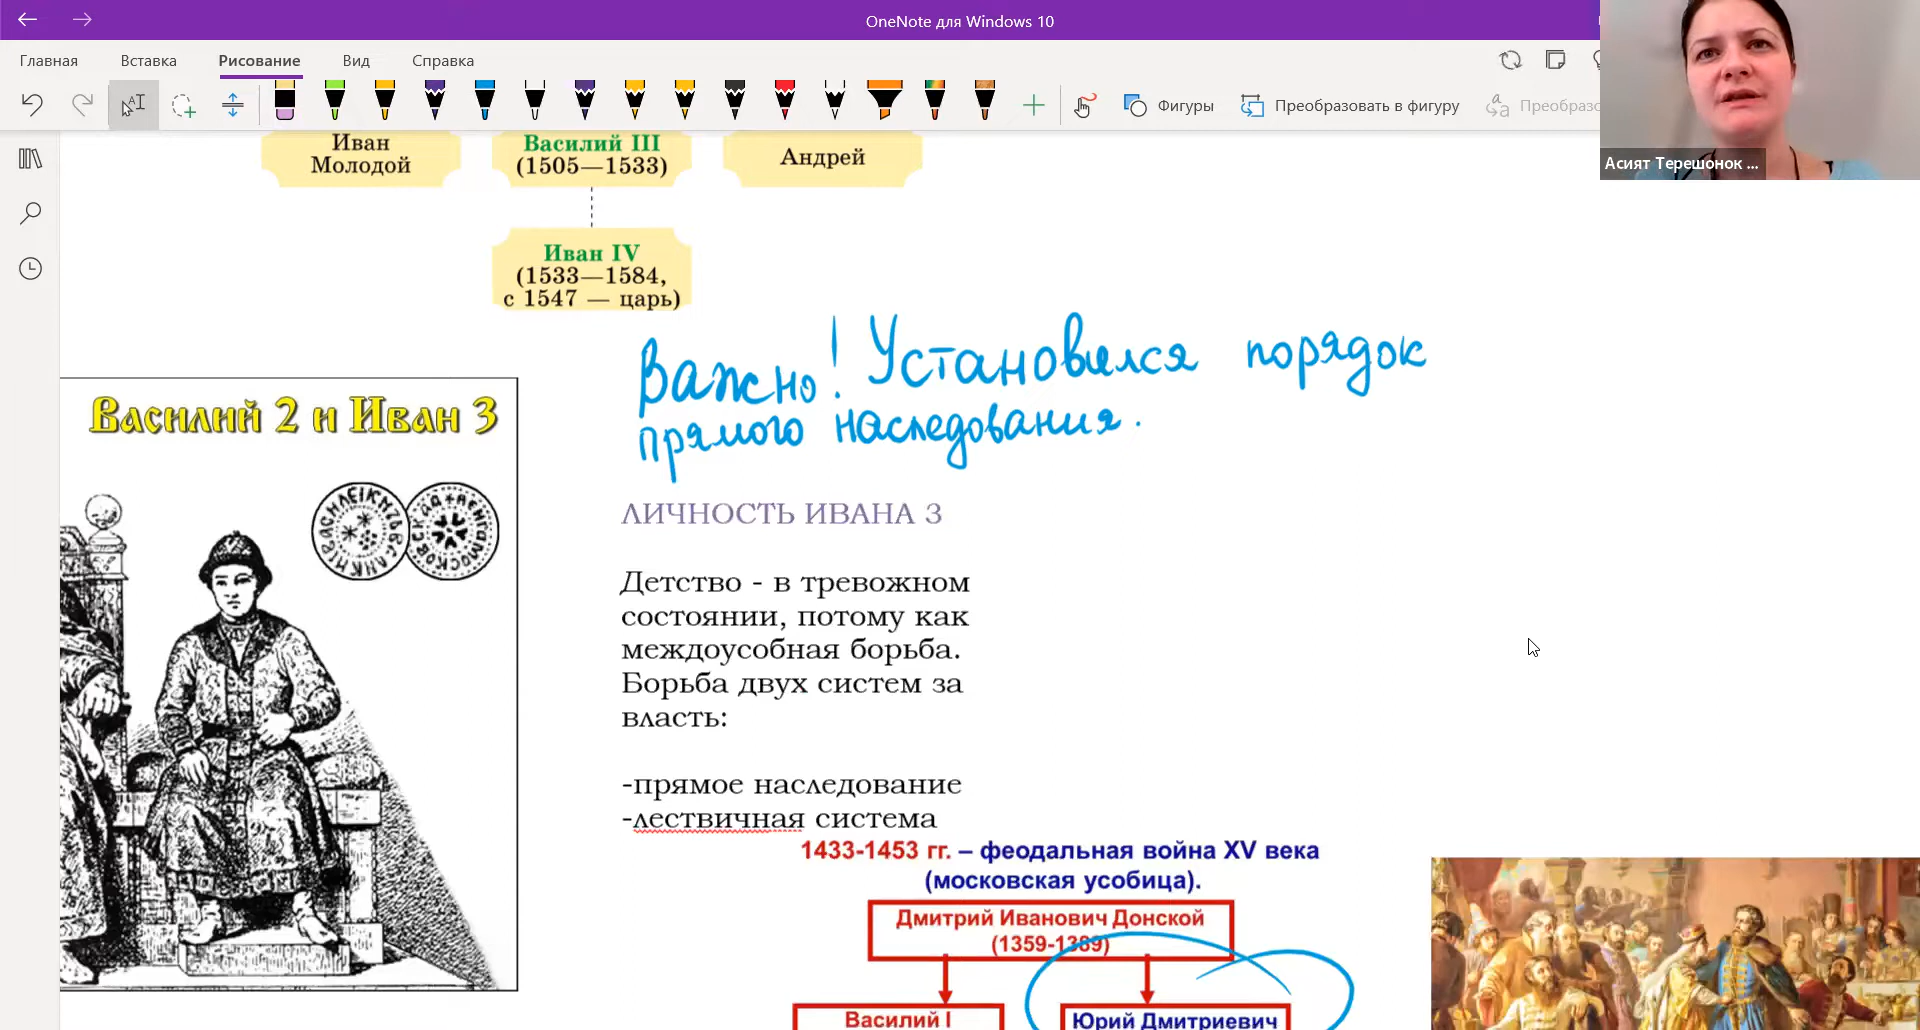 OneNote для Windows 10
Главная Вставка Рисование Вид Справка
Фигуры Преобразовать в фигуру Преобразо
Асият Терешонок ...
Иван Молодой
Василий III
(1505—1533)
Андрей
Иван IV
(1533—1584,
с 1547 — царь)
Важно! Установился порядок
прямого наследования.
Василий 2 и Иван 3
ЛИЧНОСТЬ ИВАНА 3
Детство - в тревожном
состоянии, потому как
междоусобная борьба.
Борьба двух систем за
власть:
-прямое наследование
-лествичная система
1433-1453 гг. – феодальная война XV века
(московская усобица).
Дмитрий Иванович Донской
(1359-1389)
Василий I
Юрий Дмитриевич